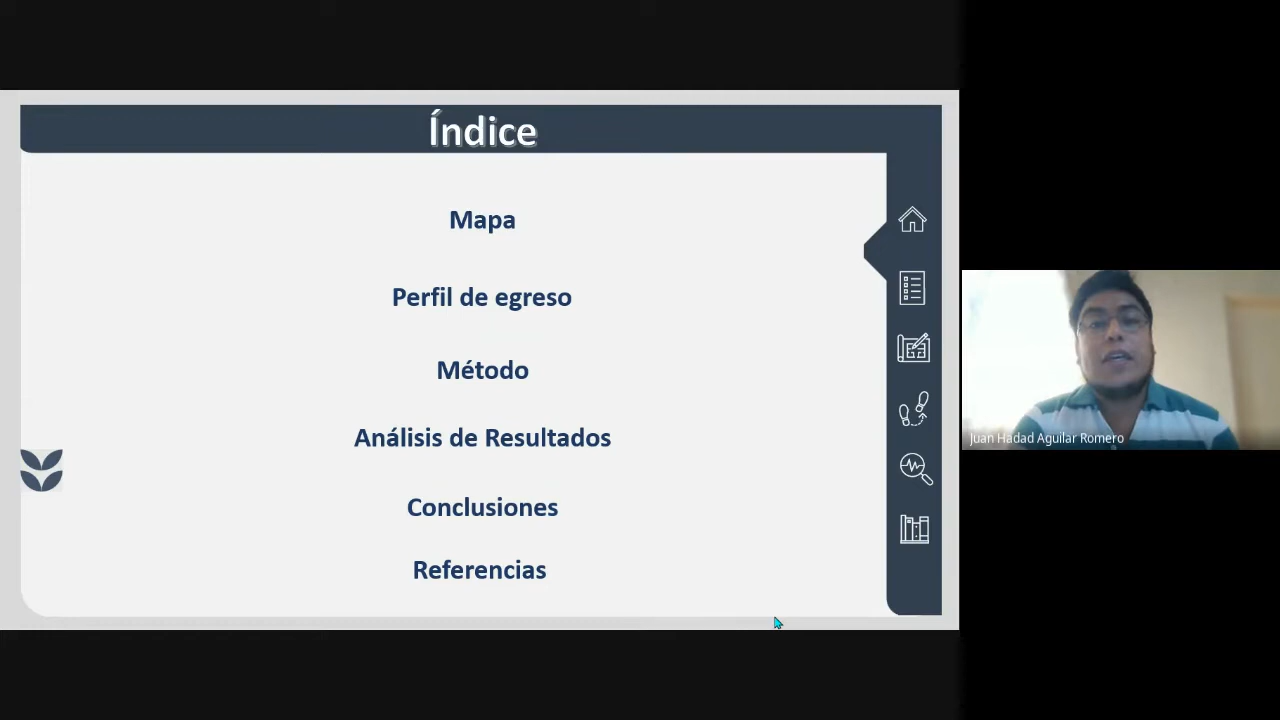 Índice
Mapa
Perfil de egreso
Método
Análisis de Resultados
Conclusiones
Referencias
Juan Hadad Aguilar Romero